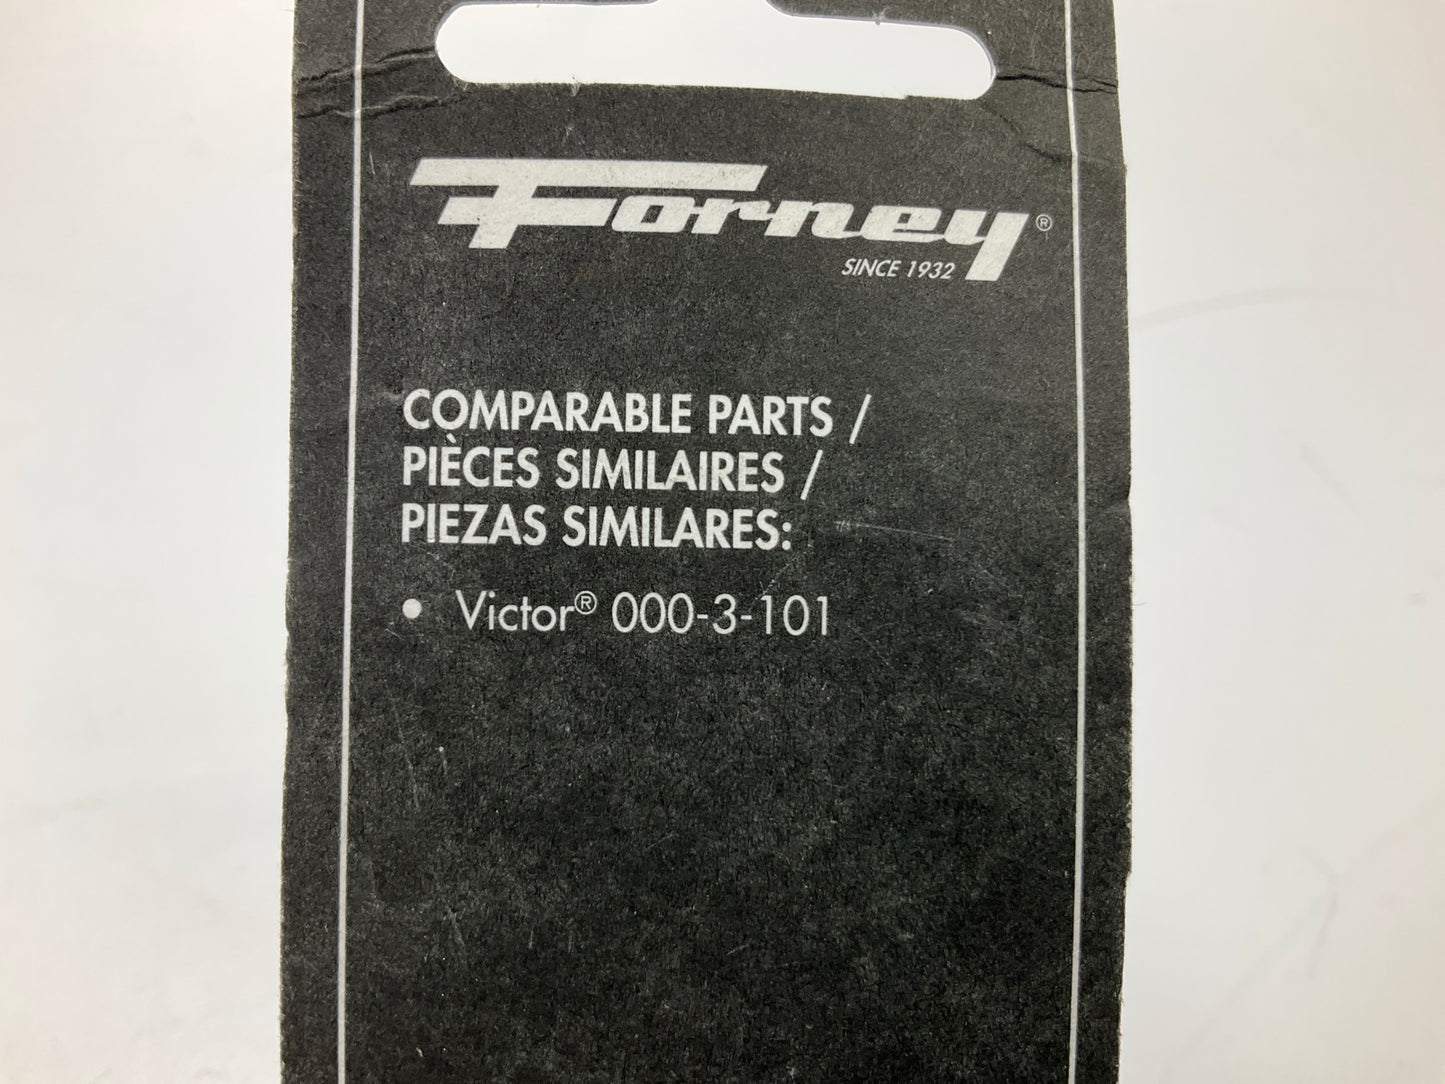 Forney®
SINCE 1932
COMPARABLE PARTS /
PIÈCES SIMILAIRES /
PIEZAS SIMILARES:
• Victor® 000-3-101